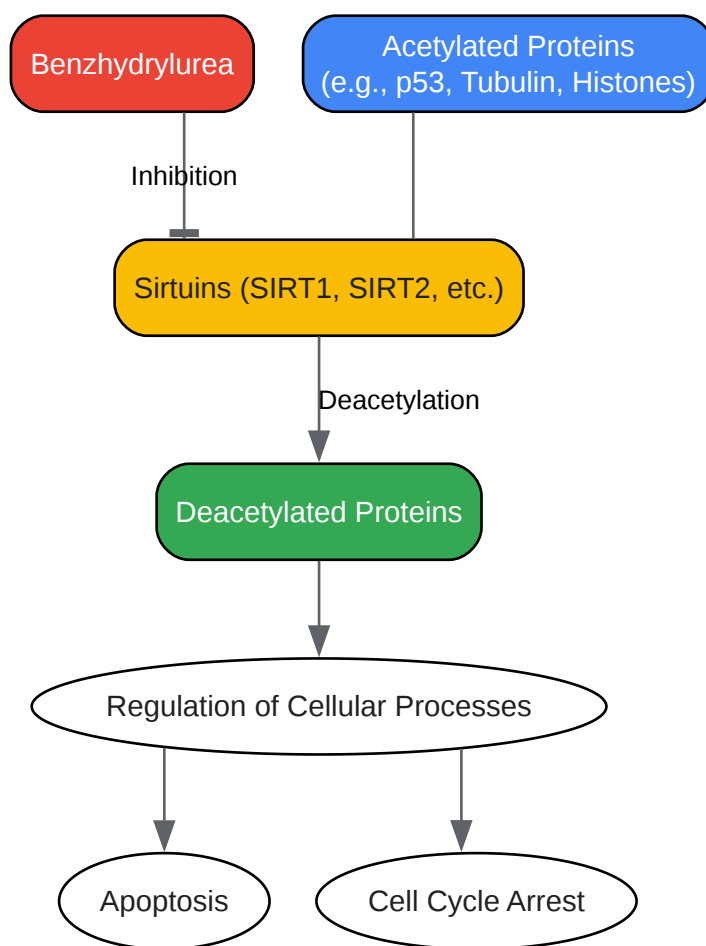 Benzhydrylurea
Acetylated Proteins
(e.g., p53, Tubulin, Histones)
Inhibition
Sirtuins (SIRT1, SIRT2, etc.)
Deacetylation
Deacetylated Proteins
Regulation of Cellular Processes
Apoptosis
Cell Cycle Arrest